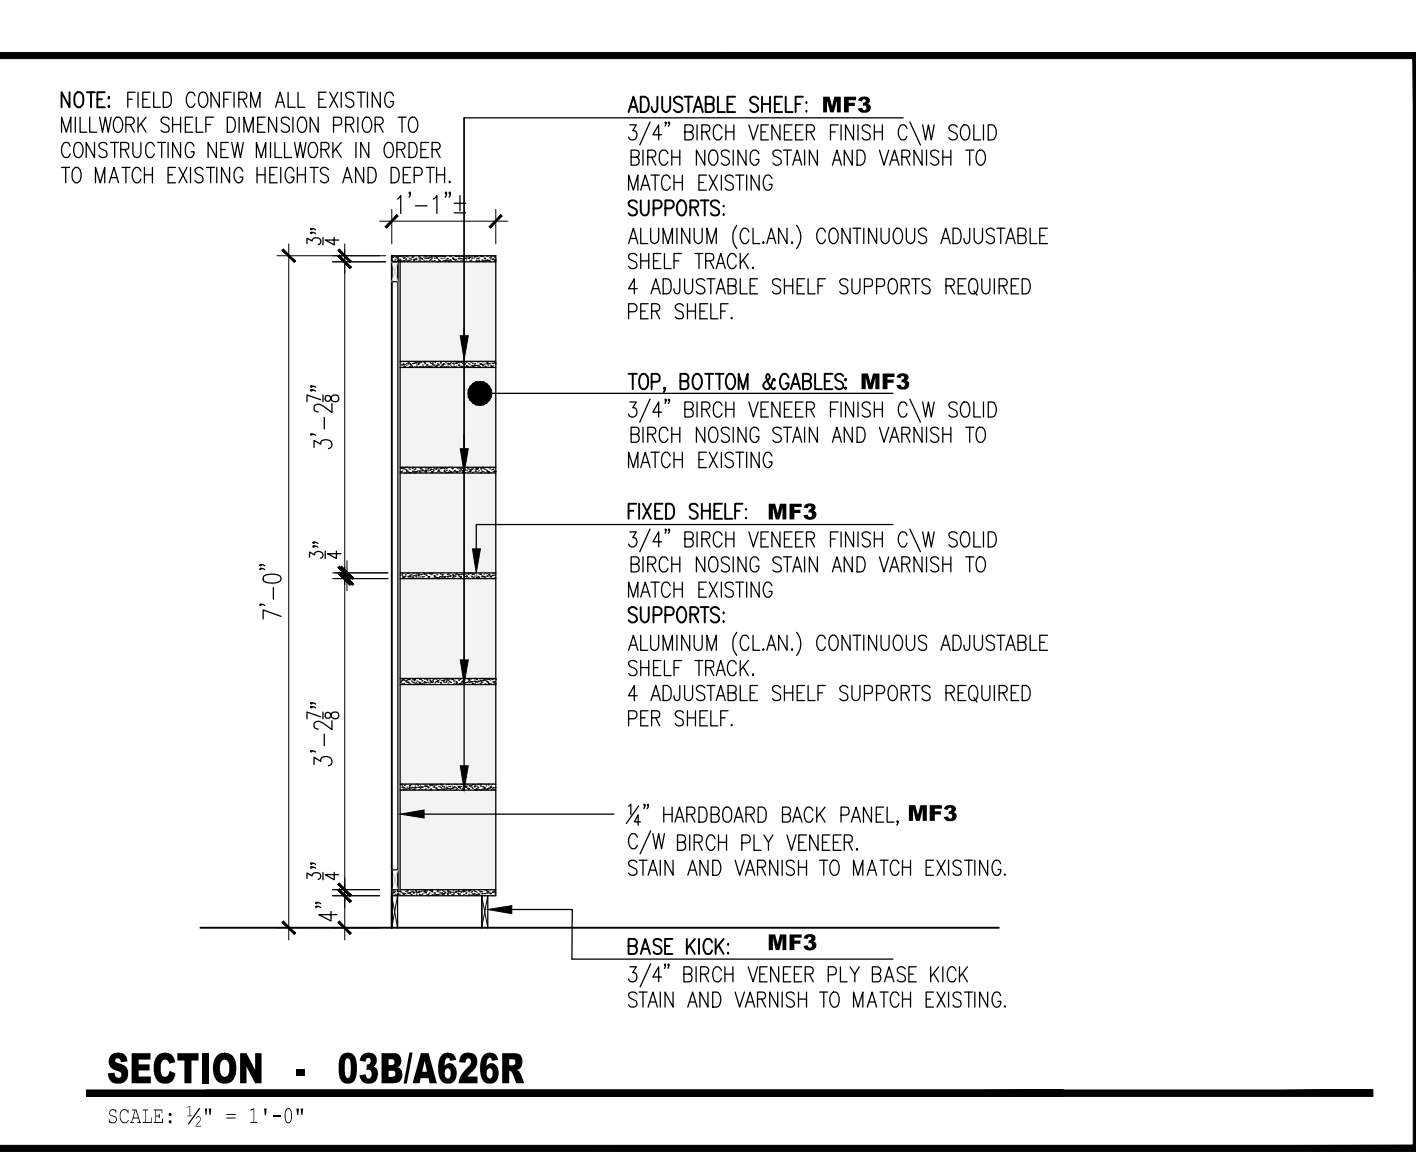 NOTE: FIELD CONFIRM ALL EXISTING
MILLWORK SHELF DIMENSION PRIOR TO
CONSTRUCTING NEW MILLWORK IN ORDER
TO MATCH EXISTING HEIGHTS AND DEPTH.
1'-1"±
3/4"
3'-2 7/8"
3/4"
7'-0"
3'-2 7/8"
3/4"
4"
ADJUSTABLE SHELF: MF3
3/4" BIRCH VENEER FINISH C\W SOLID
BIRCH NOSING STAIN AND VARNISH TO
MATCH EXISTING
SUPPORTS:
ALUMINUM (CL.AN.) CONTINUOUS ADJUSTABLE
SHELF TRACK.
4 ADJUSTABLE SHELF SUPPORTS REQUIRED
PER SHELF.
TOP, BOTTOM &GABLES: MF3
3/4" BIRCH VENEER FINISH C\W SOLID
BIRCH NOSING STAIN AND VARNISH TO
MATCH EXISTING
FIXED SHELF: MF3
3/4" BIRCH VENEER FINISH C\W SOLID
BIRCH NOSING STAIN AND VARNISH TO
MATCH EXISTING
SUPPORTS:
ALUMINUM (CL.AN.) CONTINUOUS ADJUSTABLE
SHELF TRACK.
4 ADJUSTABLE SHELF SUPPORTS REQUIRED
PER SHELF.
1/4" HARDBOARD BACK PANEL, MF3
C/W BIRCH PLY VENEER.
STAIN AND VARNISH TO MATCH EXISTING.
BASE KICK: MF3
3/4" BIRCH VENEER PLY BASE KICK
STAIN AND VARNISH TO MATCH EXISTING.
SECTION - 03B/A626R
SCALE: 1/2" = 1'-0"